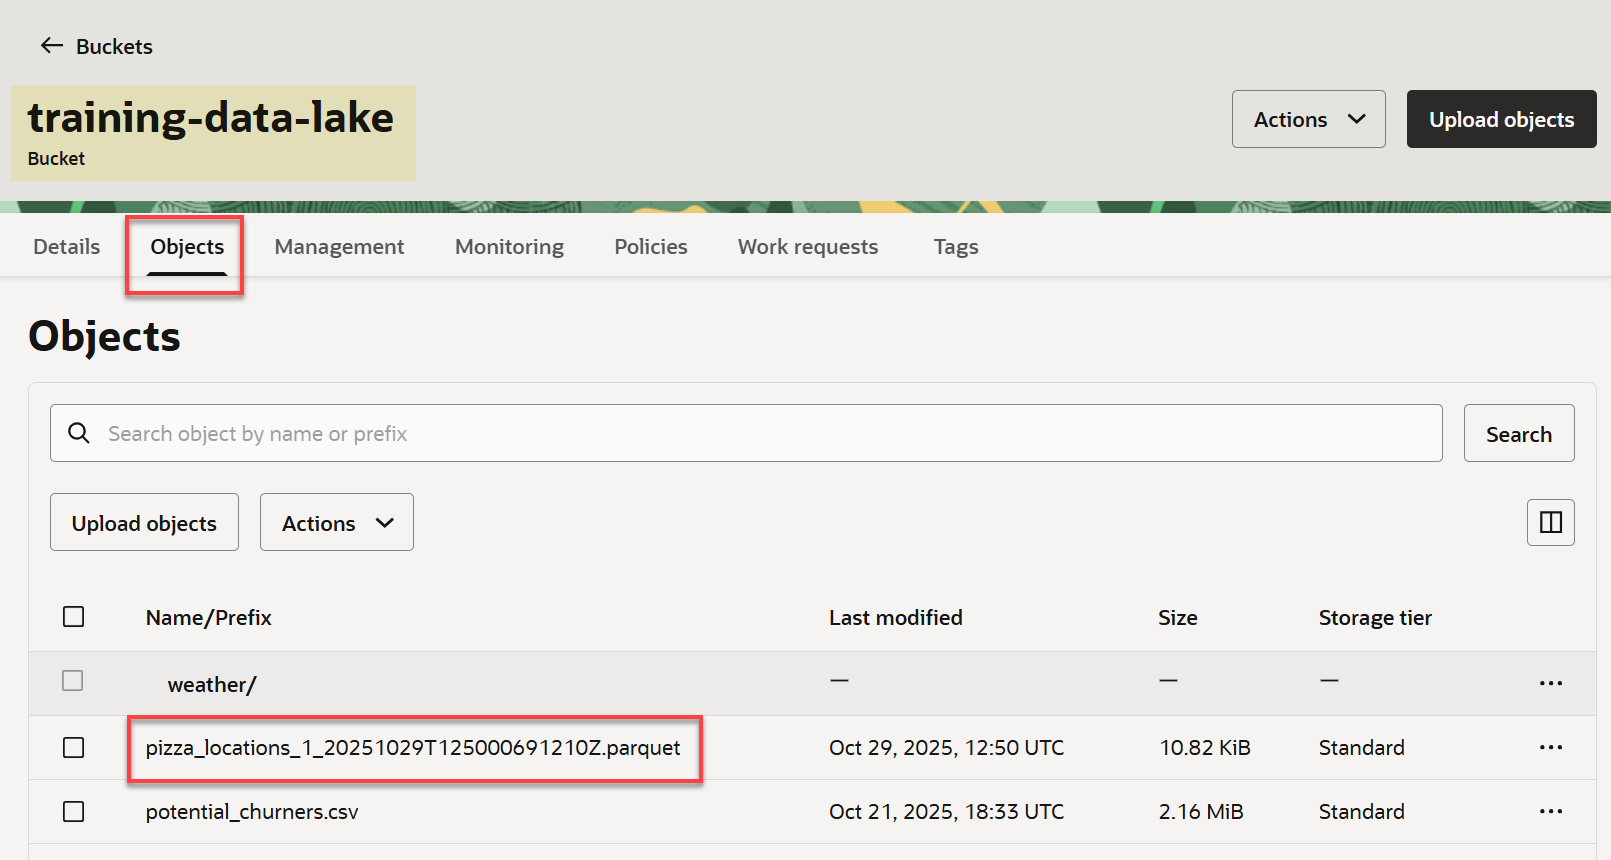 Buckets
training-data-lake
Bucket
Actions
Upload objects
Details Objects Management Monitoring Policies Work requests Tags
Objects
Search object by name or prefix
Search
Upload objects Actions
Name/Prefix Last modified Size Storage tier
weather/ — — —
pizza_locations_1_20251029T125000691210Z.parquet Oct 29, 2025, 12:50 UTC 10.82 KiB Standard
potential_churners.csv Oct 21, 2025, 18:33 UTC 2.16 MiB Standard